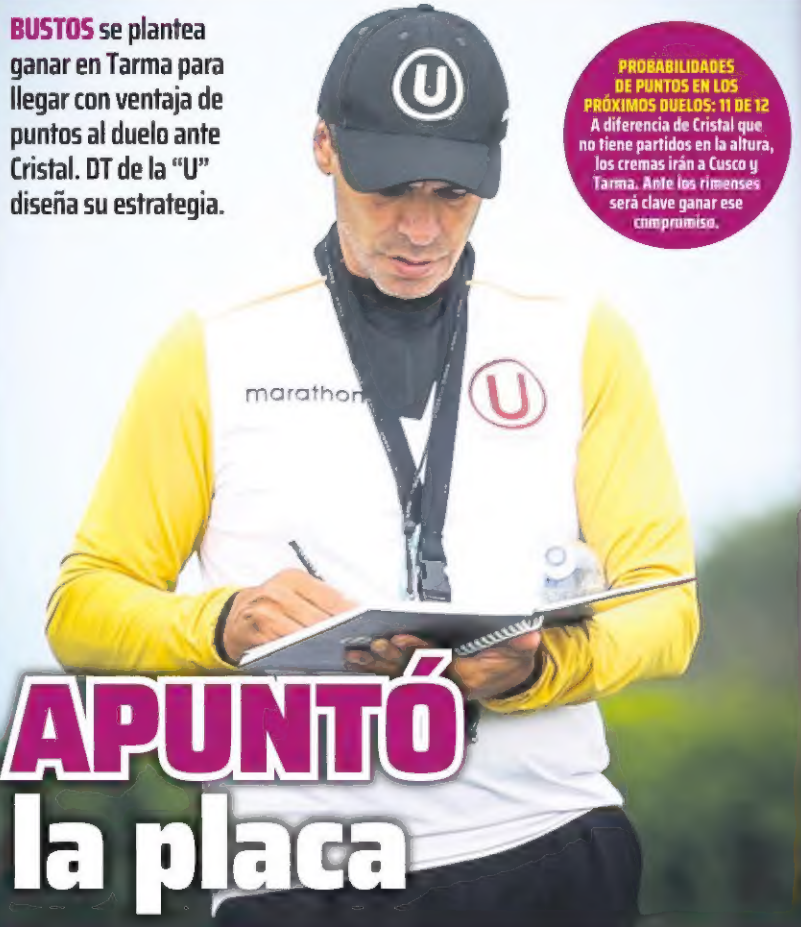 BUSTOS se plantea
ganar en Tarma para
llegar con ventaja de
puntos al duelo ante
Cristal. DT de la “U”
diseña su estrategia.
PROBABILIDADES
DE PUNTOS EN LOS
PRÓXIMOS DUELOS: 11 DE 12
A diferencia de Cristal que
no tiene partidos en la altura,
los cremas irán a Cusco y
Tarma. Ante los rimenses
será clave ganar ese
compromiso.
U
marathon
U
APUNTÓ
la placa